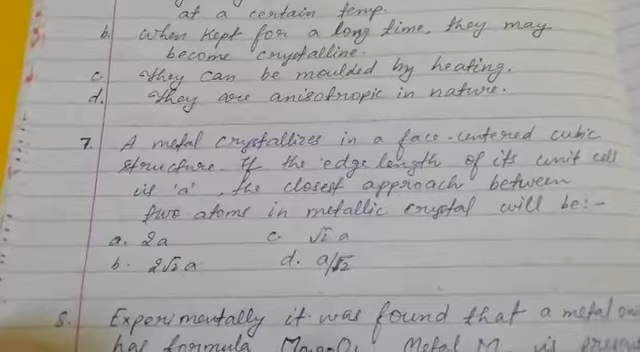 at a certain temp.
b. When kept for a long time, they may
become crystalline.
c. They can be moulded by heating.
d. They are anisotropic in nature.
7. A metal crystallizes in a face-centered cubic
structure. If the edge length of its unit cell
is 'a', the closest approach between
two atoms in metallic crystal will be:-
a. 2a c. √2 a
b. 2√2 a d. a/√2
8. Experimentally it was found that a metal
has formula Metal M is present